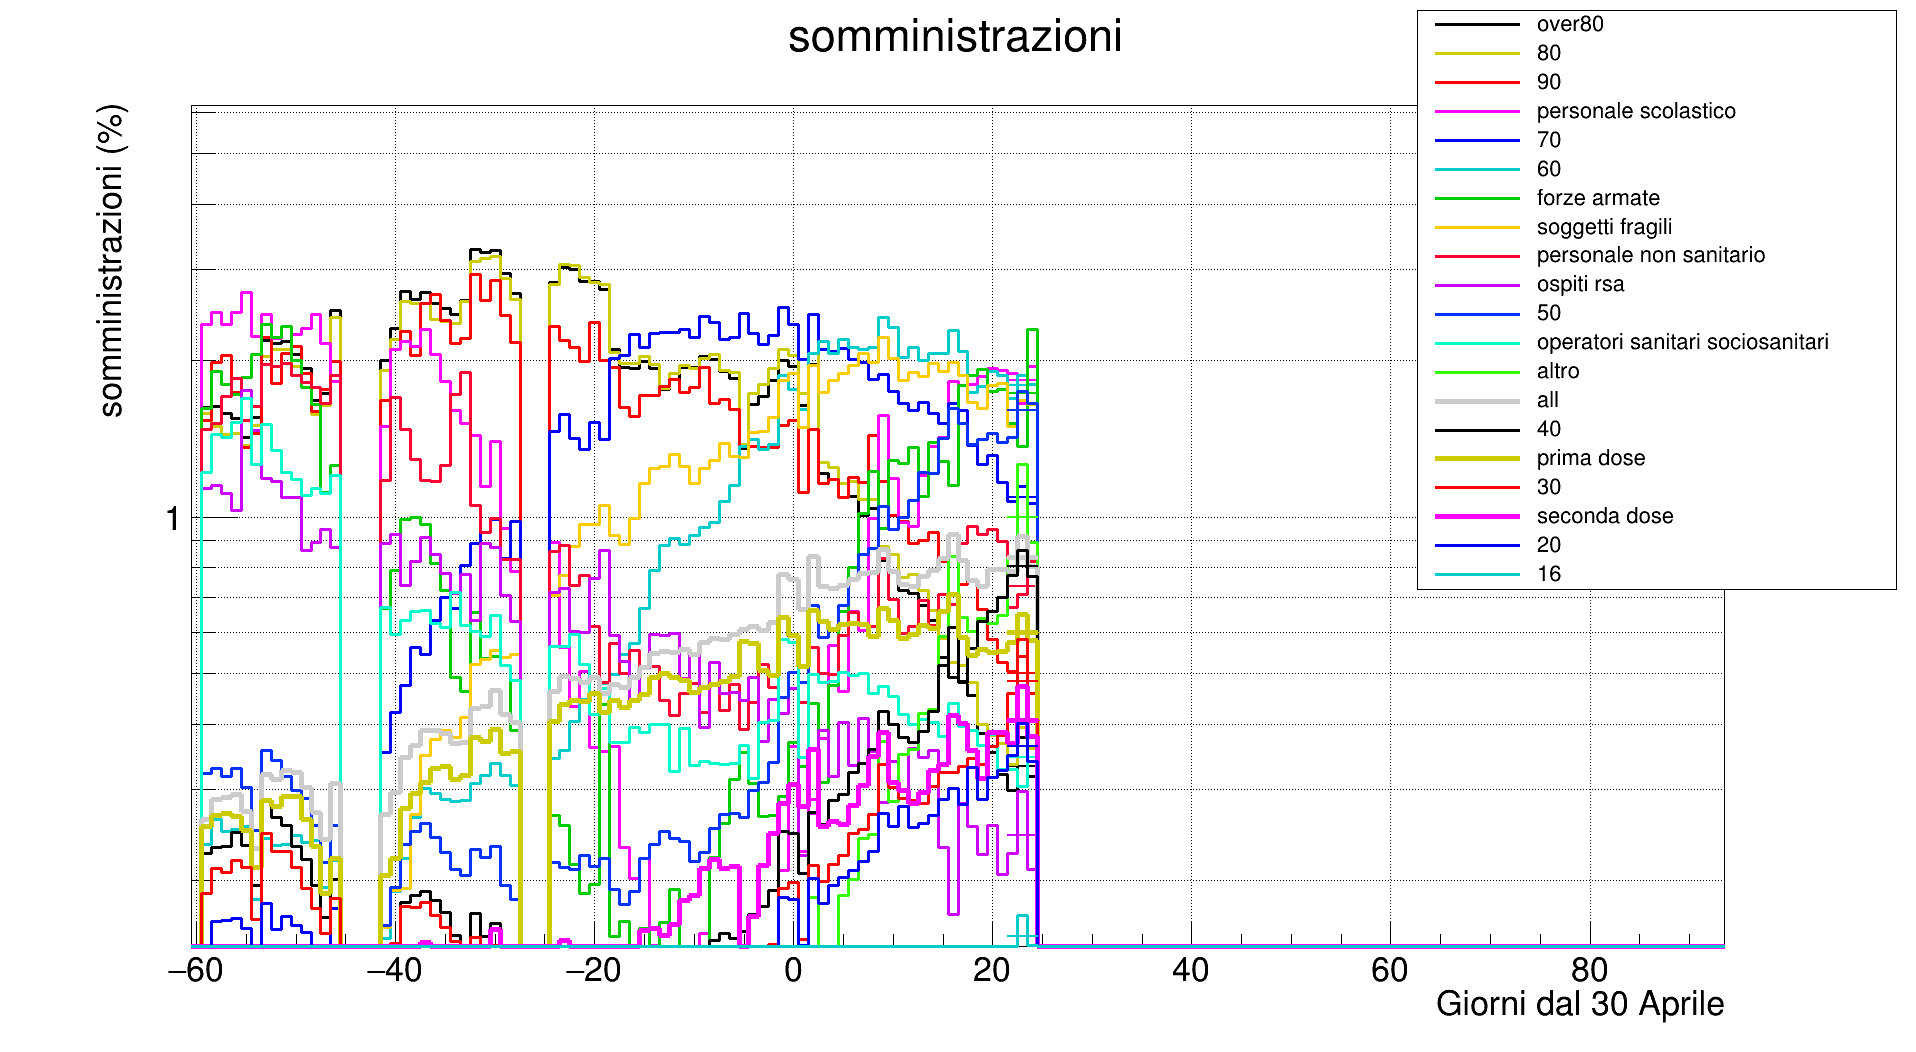 somministrazioni
over80
80
90
personale scolastico
70
60
forze armate
soggetti fragili
personale non sanitario
ospiti rsa
50
operatori sanitari sociosanitari
altro
all
40
prima dose
30
seconda dose
20
16
somministrazioni (%)
1
−60 −40 −20 0 20 40 60 80
Giorni dal 30 Aprile